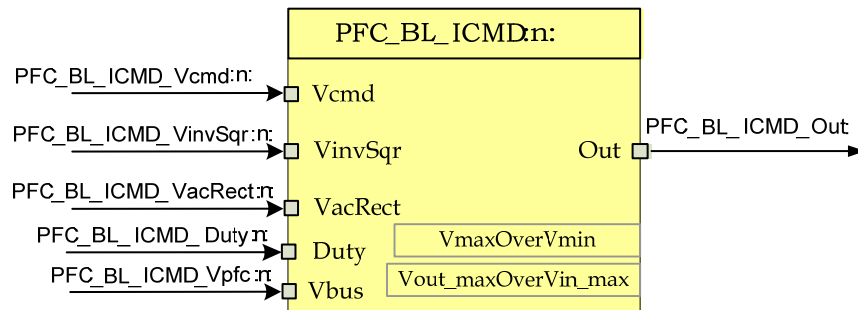 PFC_BL_ICMD:n:
PFC_BL_ICMD_Vcmd:n:
Vcmd
PFC_BL_ICMD_VinvSqr:n:
VinvSqr
PFC_BL_ICMD_Out:
Out
PFC_BL_ICMD_VacRect:n:
VacRect
PFC_BL_ICMD_Duty:n:
Duty
VmaxOverVmin
PFC_BL_ICMD_Vpfc:n:
Vbus
Vout_maxOverVin_max